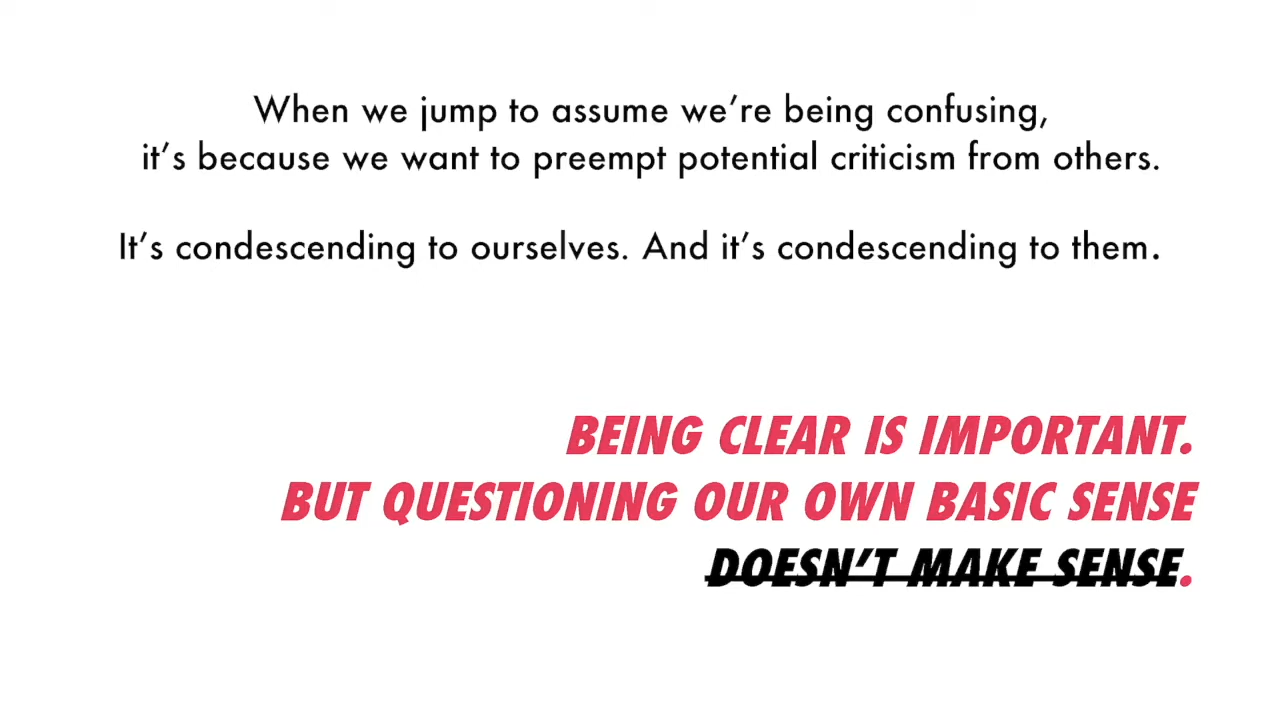 When we jump to assume we’re being confusing,
it’s because we want to preempt potential criticism from others.
It’s condescending to ourselves. And it’s condescending to them.
BEING CLEAR IS IMPORTANT.
BUT QUESTIONING OUR OWN BASIC SENSE
DOESN’T MAKE SENSE.